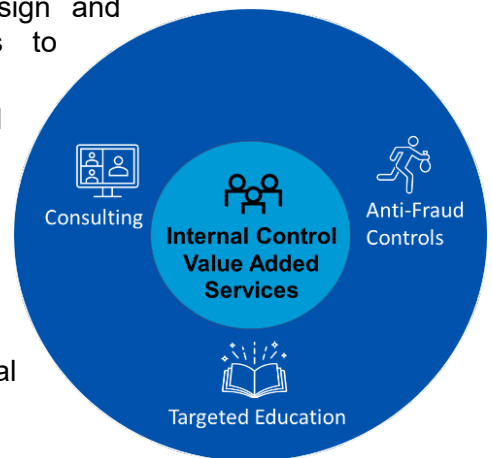 sign and
to
Consulting
Internal Control
Value Added
Services
Anti-Fraud
Controls
al
Targeted Education